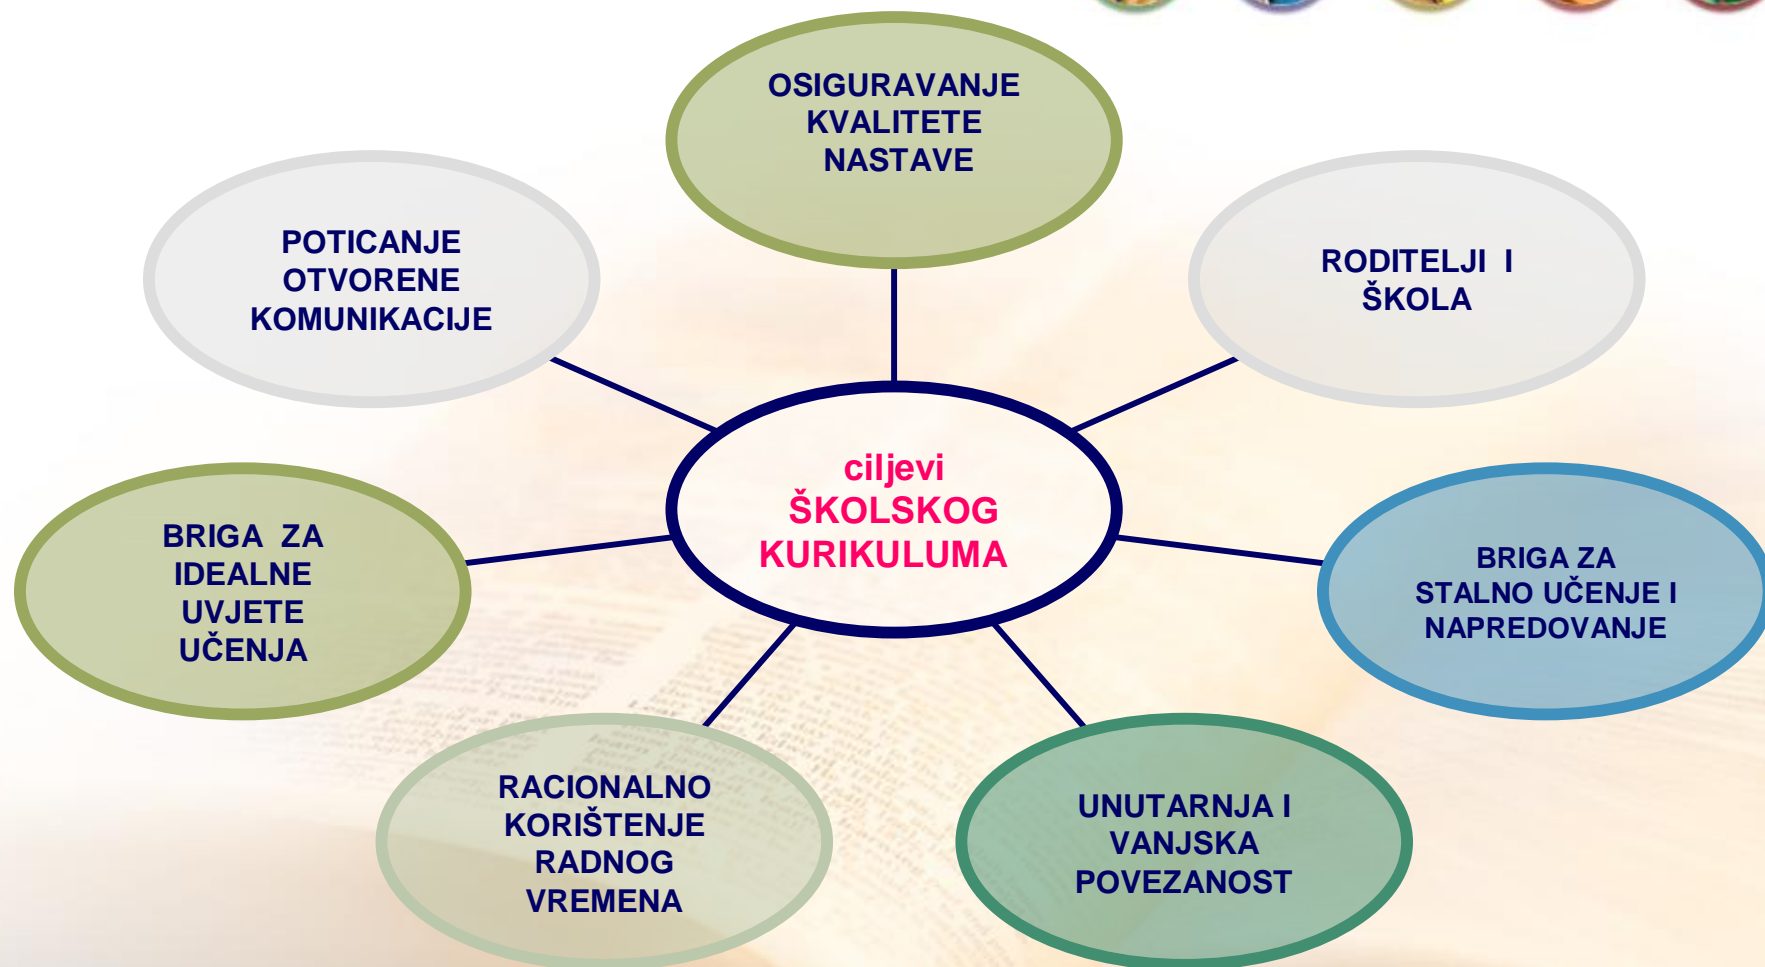 OSIGURAVANJE
KVALITETE
NASTAVE
POTICANJE
OTVORENE
KOMUNIKACIJE
RODITELJI I
ŠKOLA
ciljevi
ŠKOLSKOG
KURIKULUMA
BRIGA ZA
IDEALNE
UVJETE
UČENJA
BRIGA ZA
STALNO UČENJE I
NAPREDOVANJE
RACIONALNO
KORIŠTENJE
RADNOG
VREMENA
UNUTARNJA I
VANJSKA
POVEZANOST